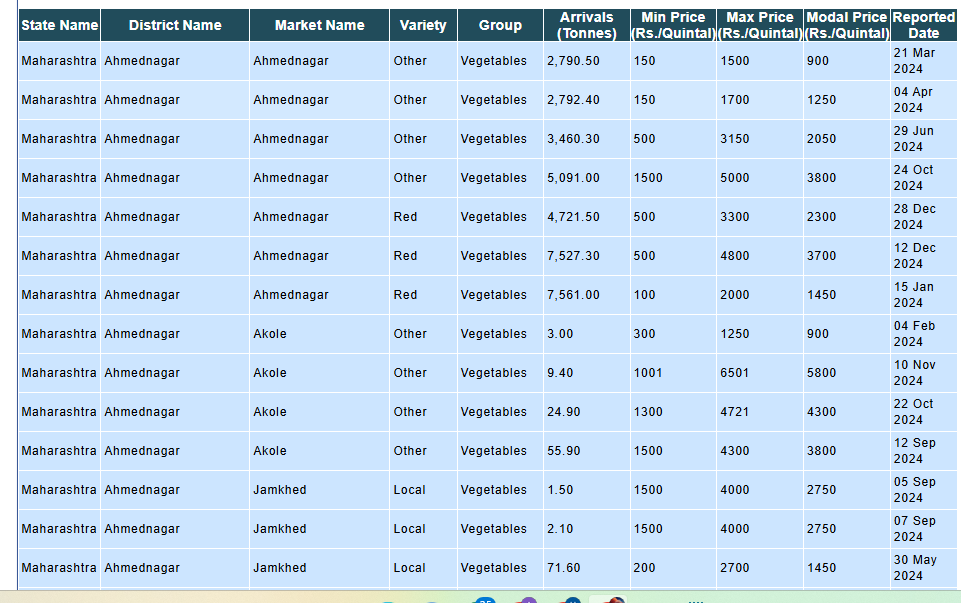 State Name District Name Market Name Variety Group Arrivals (Tonnes) Min Price (Rs./Quintal) Max Price (Rs./Quintal) Modal Price (Rs./Quintal) Reported Date
Maharashtra Ahmednagar Ahmednagar Other Vegetables 2,790.50 150 1500 900 21 Mar 2024
Maharashtra Ahmednagar Ahmednagar Other Vegetables 2,792.40 150 1700 1250 04 Apr 2024
Maharashtra Ahmednagar Ahmednagar Other Vegetables 3,460.30 500 3150 2050 29 Jun 2024
Maharashtra Ahmednagar Ahmednagar Other Vegetables 5,091.00 1500 5000 3800 24 Oct 2024
Maharashtra Ahmednagar Ahmednagar Red Vegetables 4,721.50 500 3300 2300 28 Dec 2024
Maharashtra Ahmednagar Ahmednagar Red Vegetables 7,527.30 500 4800 3700 12 Dec 2024
Maharashtra Ahmednagar Ahmednagar Red Vegetables 7,561.00 100 2000 1450 15 Jan 2024
Maharashtra Ahmednagar Akole Other Vegetables 3.00 300 1250 900 04 Feb 2024
Maharashtra Ahmednagar Akole Other Vegetables 9.40 1001 6501 5800 10 Nov 2024
Maharashtra Ahmednagar Akole Other Vegetables 24.90 1300 4721 4300 22 Oct 2024
Maharashtra Ahmednagar Akole Other Vegetables 55.90 1500 4300 3800 12 Sep 2024
Maharashtra Ahmednagar Jamkhed Local Vegetables 1.50 1500 4000 2750 05 Sep 2024
Maharashtra Ahmednagar Jamkhed Local Vegetables 2.10 1500 4000 2750 07 Sep 2024
Maharashtra Ahmednagar Jamkhed Local Vegetables 71.60 200 2700 1450 30 May 2024